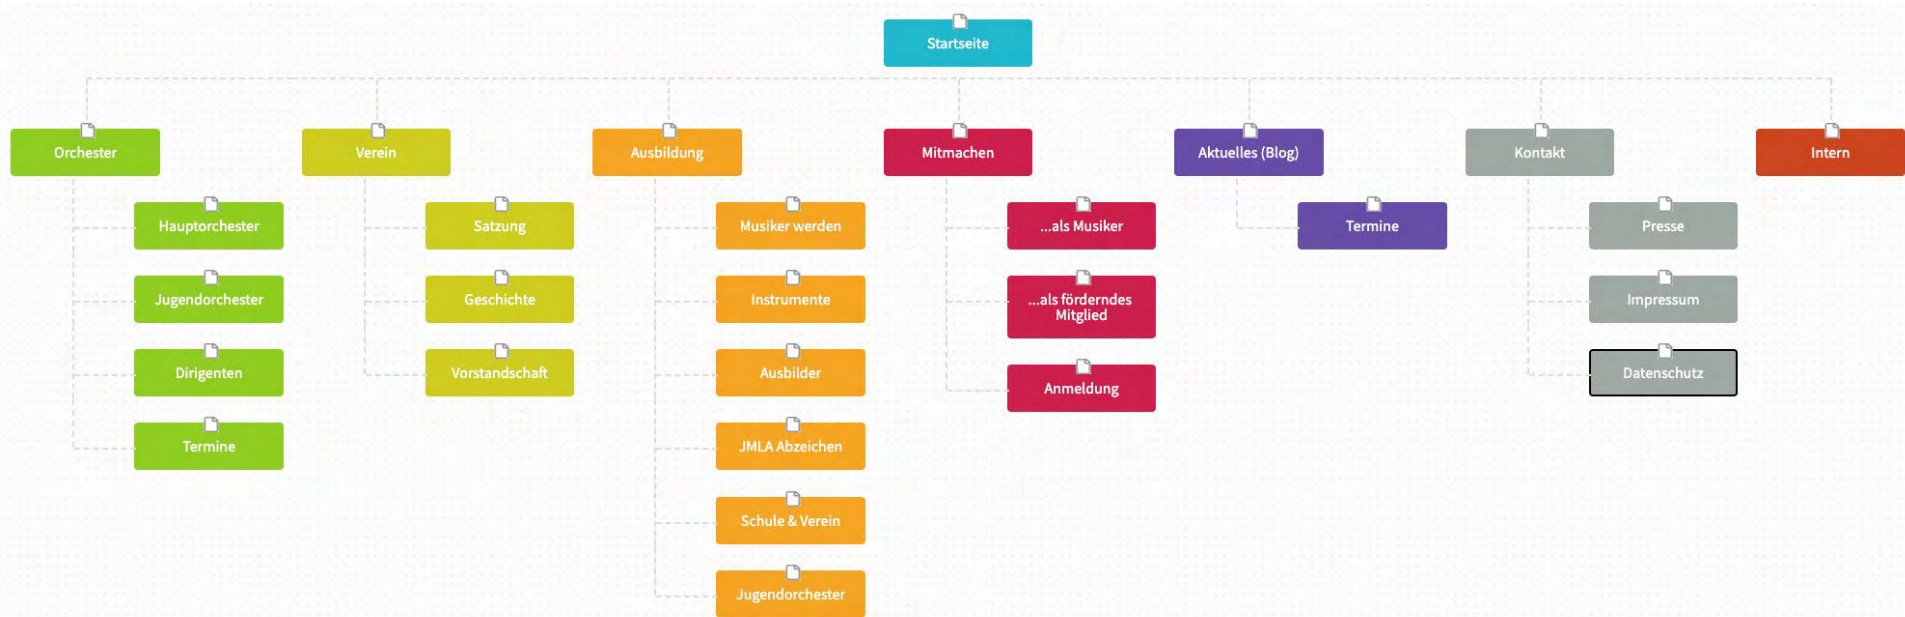 Startseite
Orchester
Verein
Ausbildung
Mitmachen
Aktuelles (Blog)
Kontakt
Intern
Hauptorchester
Jugendorchester
Dirigenten
Termine
Satzung
Geschichte
Vorstandschaft
Musiker werden
Instrumente
Ausbilder
JMLA Abzeichen
Schule & Verein
Jugendorchester
...als Musiker
...als förderndes
Mitglied
Anmeldung
Termine
Presse
Impressum
Datenschutz